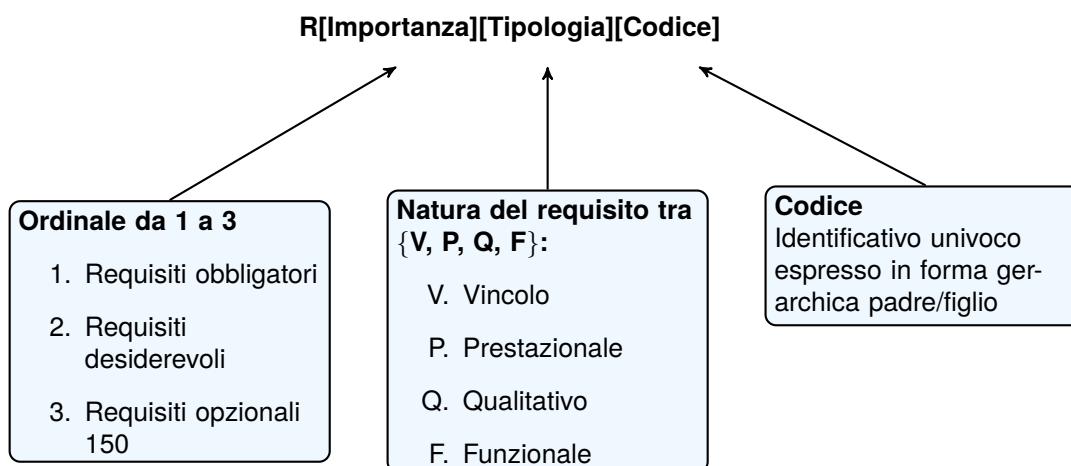 R[Importanza][Tipologia][Codice]
Ordinale da 1 a 3
1. Requisiti obbligatori
2. Requisiti
desiderevoli
3. Requisiti opzionali
150
Natura del requisito tra
{V, P, Q, F}:
V. Vincolo
P. Prestazionale
Q. Qualitativo
F. Funzionale
Codice
Identificativo univoco
espresso in forma ger-
archica padre/figlio